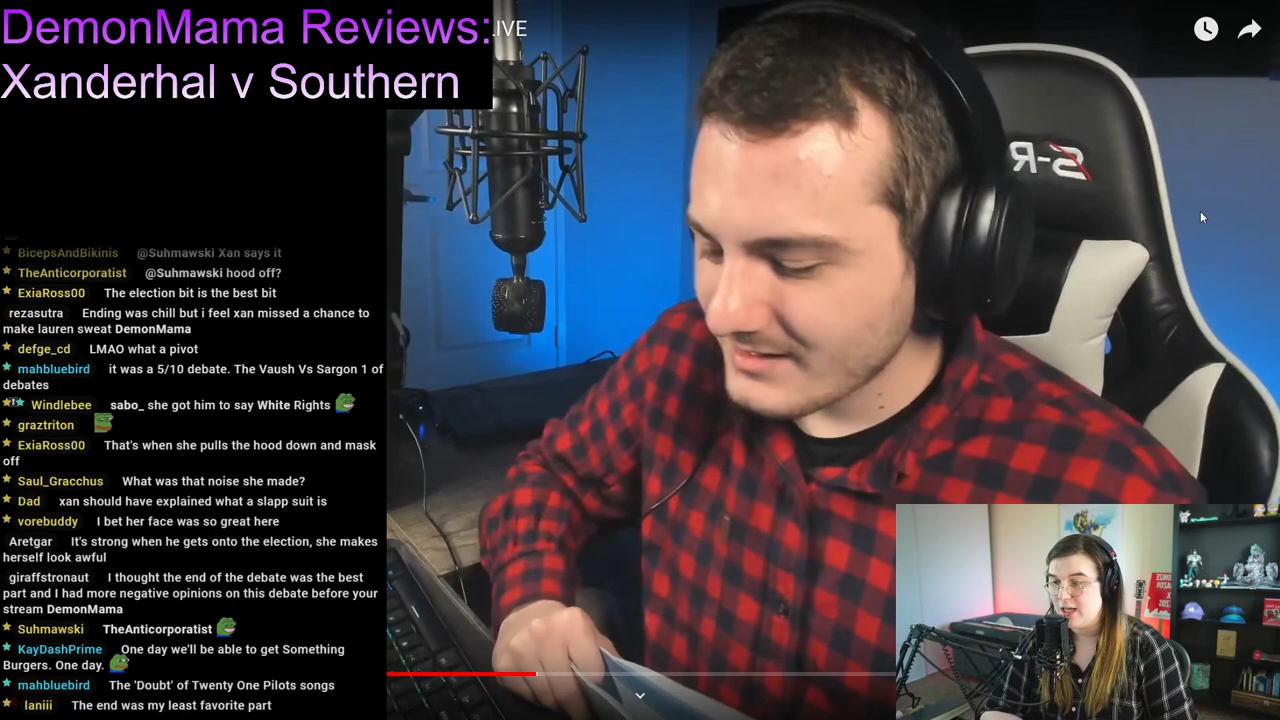 DemonMama Reviews:
Xanderhal v Southern
LIVE
BicepsAndBikinis @Suhmawski Xan says it
TheAnticorporatist @Suhmawski hood off?
ExiaRoss00 The election bit is the best bit
rezasutra Ending was chill but i feel xan missed a chance to
make lauren sweat DemonMama
defge_cd LMAO what a pivot
mahbluebird it was a 5/10 debate. The Vaush Vs Sargon 1 of
debates
Windlebee sabo_ she got him to say White Rights
graztriton
ExiaRoss00 That's when she pulls the hood down and mask
off
Saul_Gracchus What was that noise she made?
Dad xan should have explained what a slapp suit is
vorebuddy I bet her face was so great here
Aretgar It's strong when he gets onto the election, she makes
herself look awful
giraffstronaut I thought the end of the debate was the best
part and I had more negative opinions on this debate before your
stream DemonMama
Suhmawski TheAnticorporatist
KayDashPrime One day we'll be able to get Something
Burgers. One day.
mahbluebird The 'Doubt' of Twenty One Pilots songs
laniii The end was my least favorite part